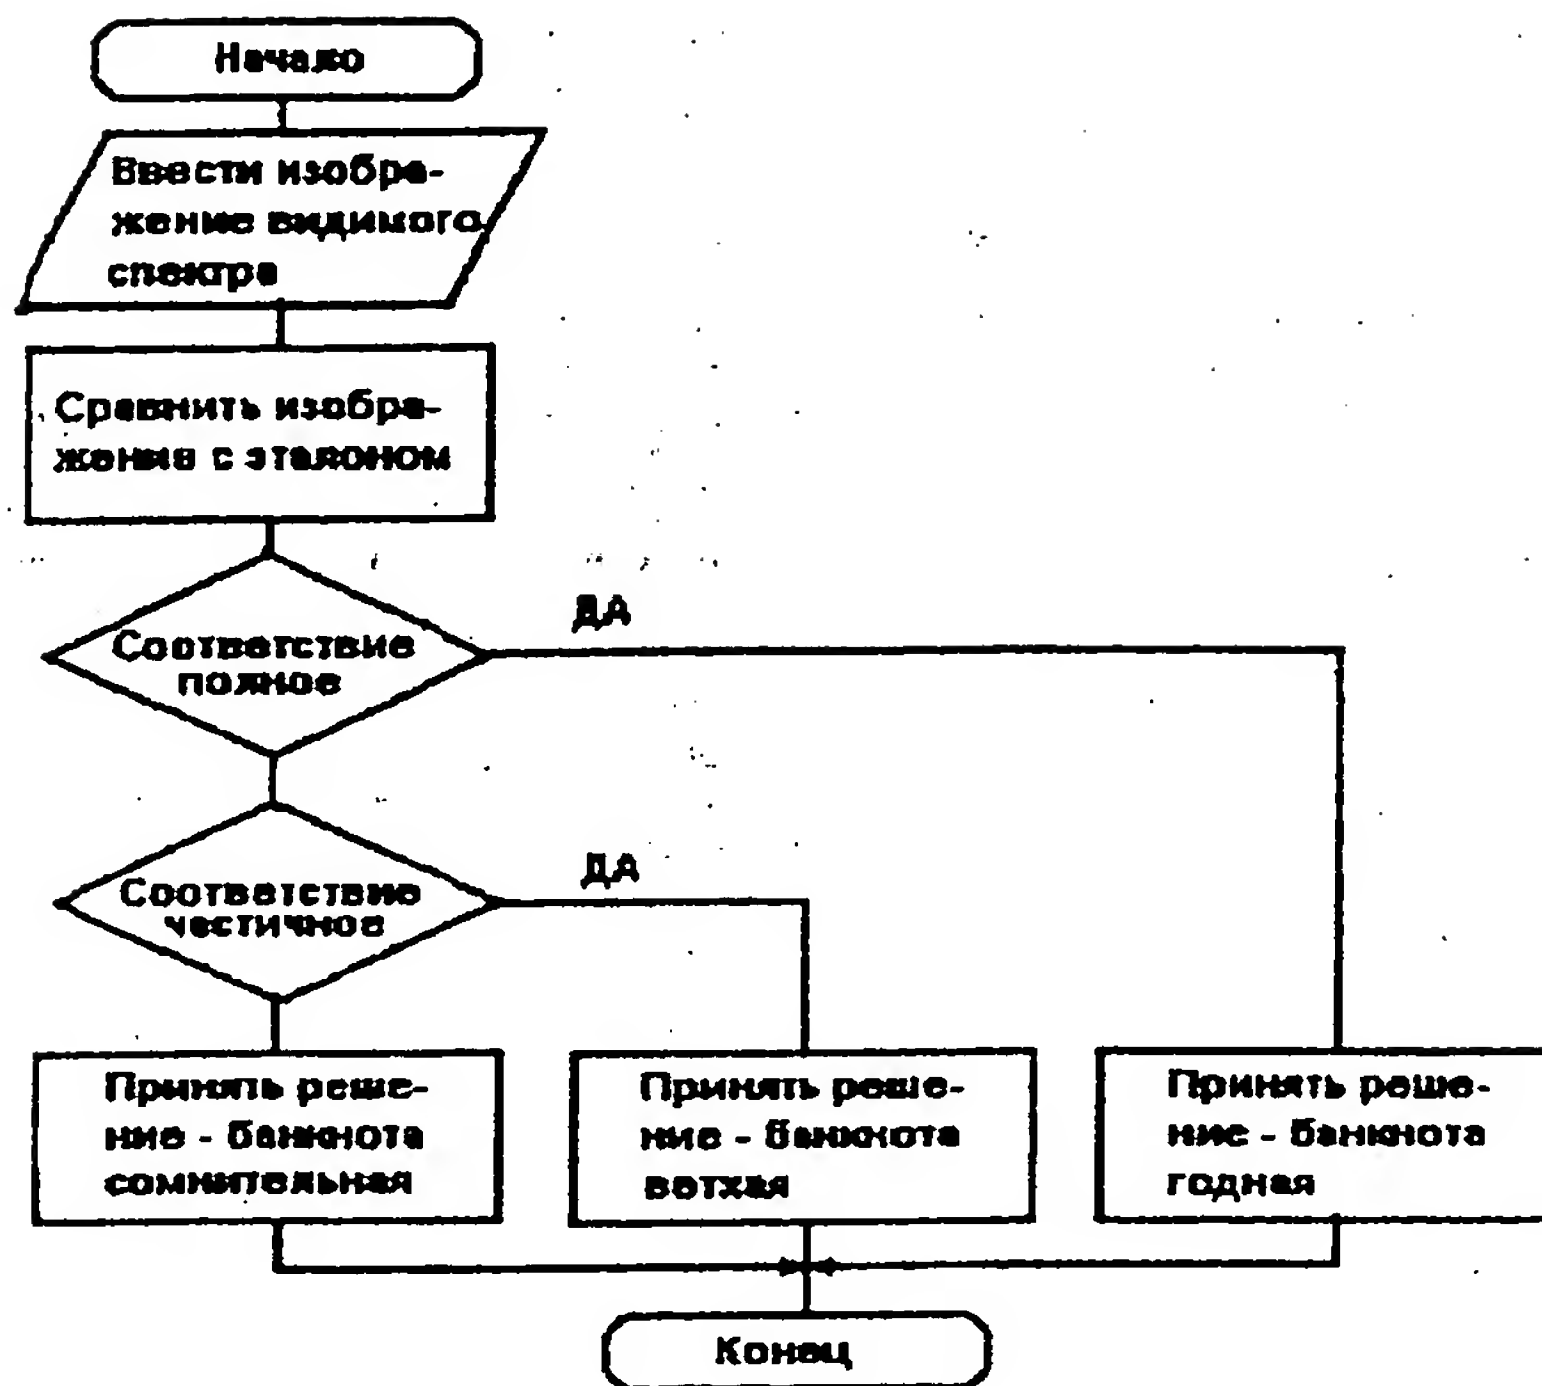 Начало
Ввести изобра-
жение видимого
спектра
Сравнить изобра-
жение с эталоном
ДА
Соответствие
полное
ДА
Соответствие
частичное
Принять реше-
ние - банкнота
сомнительная
Принять реше-
ние - банкнота
ветхая
Принять реше-
ние - банкнота
годная
Конец